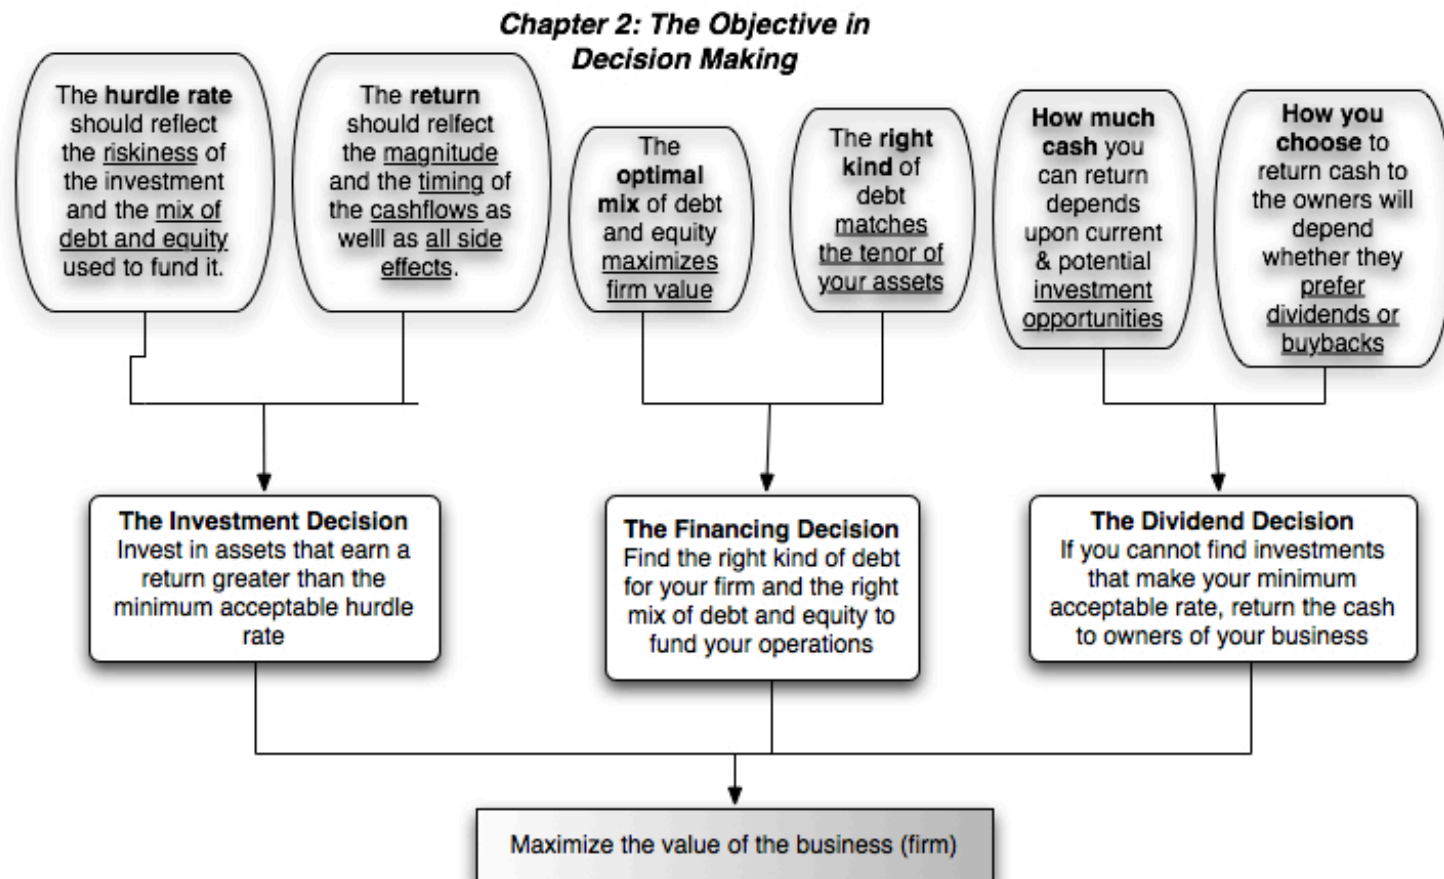 Chapter 2: The Objective in
Decision Making
The hurdle rate
should reflect
the riskiness of
the investment
and the mix of
debt and equity
used to fund it.
The return
should relfect
the magnitude
and the timing of
the cashflows as
welll as all side
effects.
The
optimal
mix of debt
and equity
maximizes
firm value
The right
kind of
debt
matches
the tenor of
your assets
How much
cash you
can return
depends
upon current
& potential
investment
opportunities
How you
choose to
return cash to
the owners will
depend
whether they
prefer
dividends or
buybacks
The Investment Decision
Invest in assets that earn a
return greater than the
minimum acceptable hurdle
rate
The Financing Decision
Find the right kind of debt
for your firm and the right
mix of debt and equity to
fund your operations
The Dividend Decision
If you cannot find investments
that make your minimum
acceptable rate, return the cash
to owners of your business
Maximize the value of the business (firm)